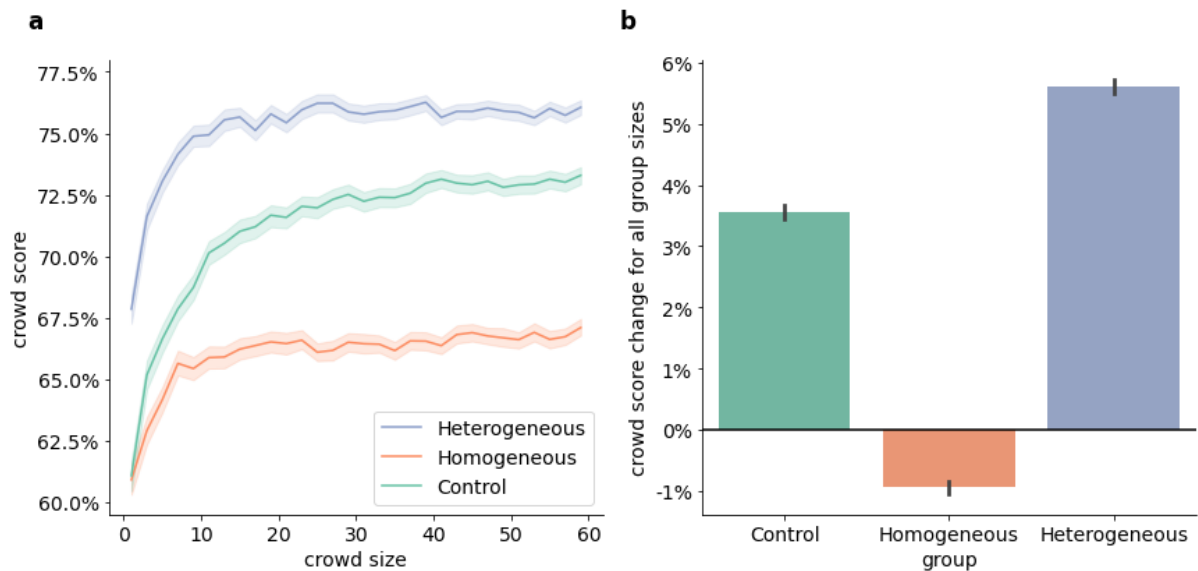 a
crowd score
77.5%
75.0%
72.5%
70.0%
67.5%
65.0%
62.5%
60.0%
0 10 20 30 40 50 60
crowd size
Heterogeneous
Homogeneous
Control
b
crowd score change for all group sizes
6%
5%
4%
3%
2%
1%
0%
-1%
Control Homogeneous Heterogeneous
group